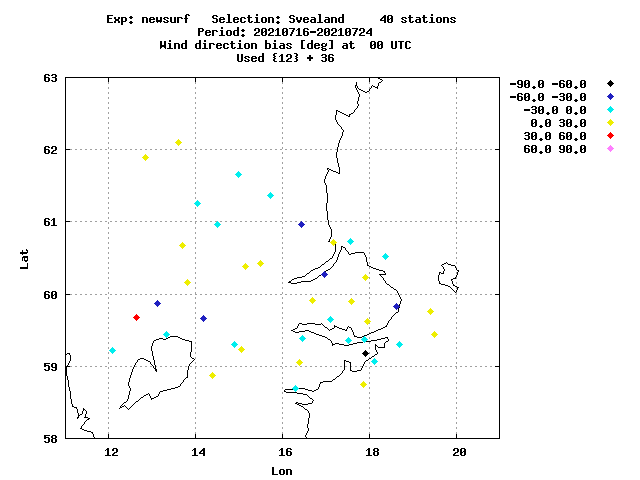 Exp: newsurf   Selection: Svealand     40 stations
Period: 20210716-20210724
Wind direction bias [deg] at  00 UTC
Used {12} + 36
63
62
61
60
59
58
Lat
12 14 16 18 20
Lon
-90.0 -60.0
-60.0 -30.0
-30.0 0.0
0.0 30.0
30.0 60.0
60.0 90.0